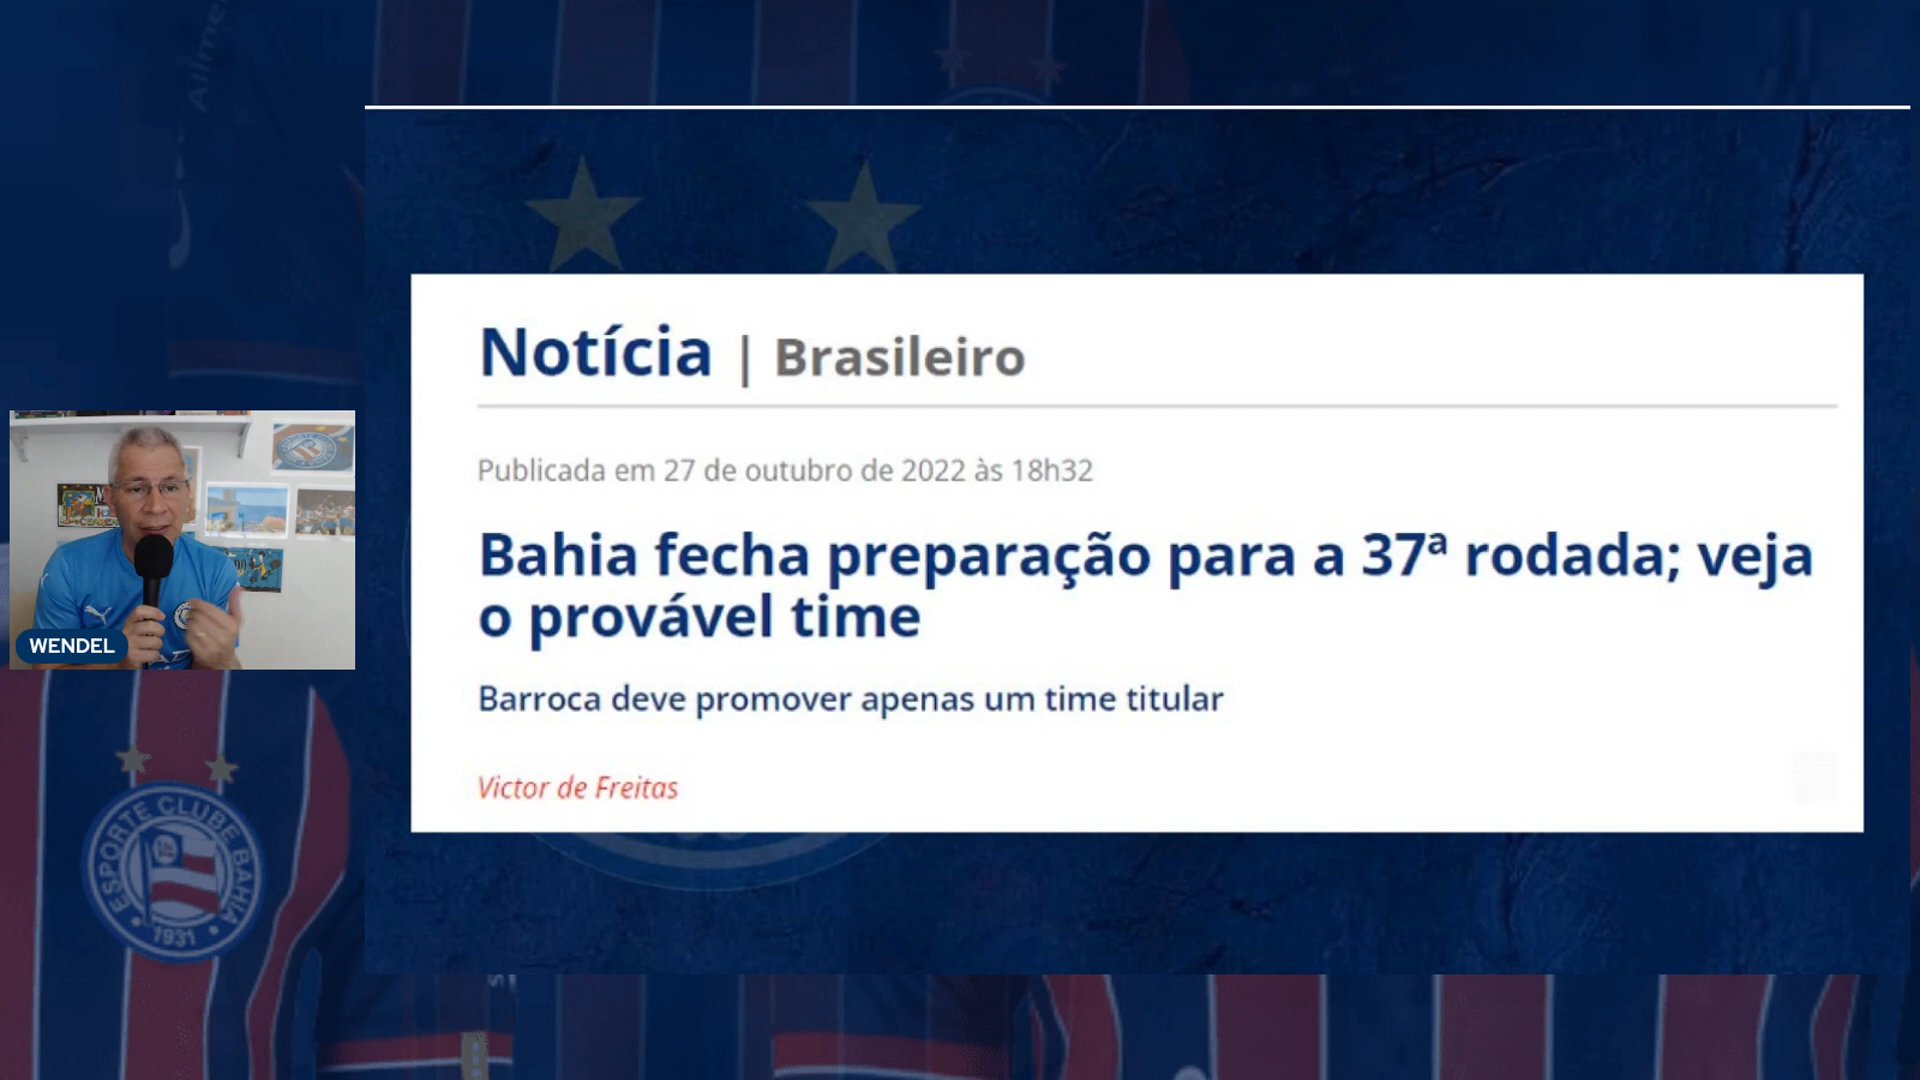 Notícia | Brasileiro
Publicada em 27 de outubro de 2022 às 18h32
Bahia fecha preparação para a 37ª rodada; veja
o provável time
Barroca deve promover apenas um time titular
Victor de Freitas
WENDEL
ESPORTE CLUBE BAHIA
1931